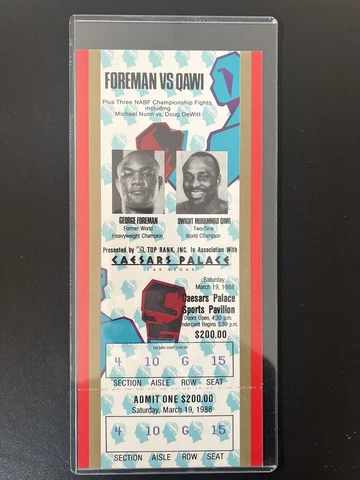 FOREMAN VS QAWI
Plus Three NABF Championship Fights,
including
Michael Nunn vs. Doug DeWitt
GEORGE FOREMAN
Former World
Heavyweight Champion
DWIGHT MUHAMMAD QAWI
Two-Time
World Champion
Presented by TR TOP RANK, INC. In Association With
CAESARS PALACE
LAS VEGAS
Saturday,
March 19, 1988
Caesars Palace
Sports Pavilion
Doors Open, 4:30 p.m.
Undercard Begins 5:30 p.m.
$200.00
4 10 G 15
SECTION AISLE ROW SEAT
ADMIT ONE $200.00
Saturday, March 19, 1988
4 10 G 15
SECTION AISLE ROW SEAT